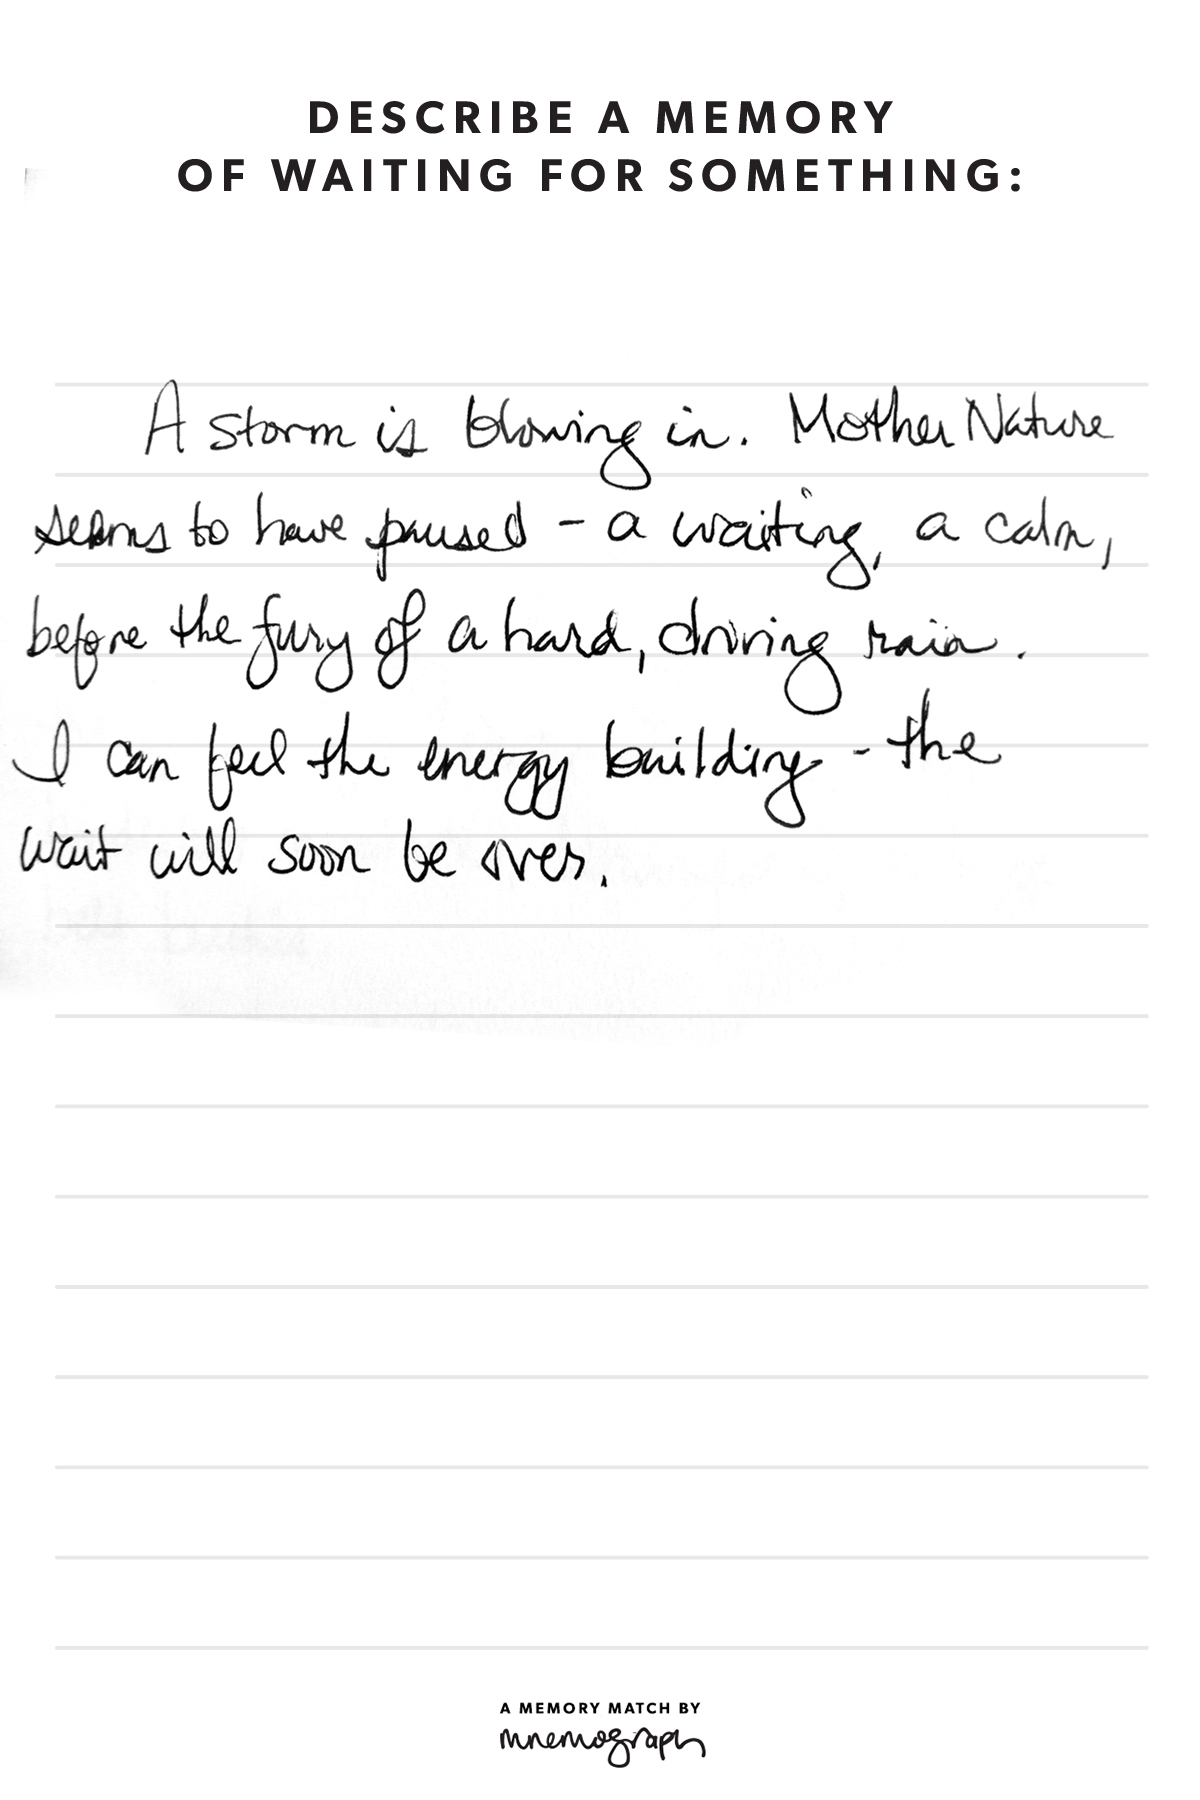 DESCRIBE A MEMORY
OF WAITING FOR SOMETHING:
A storm is blowing in. Mother Nature
seems to have paused - a waiting, a calm,
before the fury of a hard, driving rain.
I can feel the energy building - the
wait will soon be over.
A MEMORY MATCH BY
mnemograph